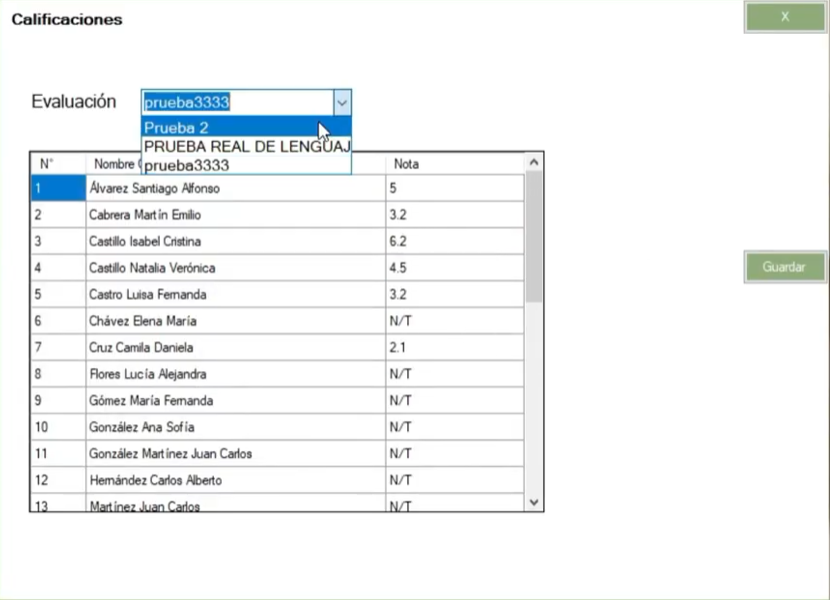 Calificaciones
X
Evaluación
prueba3333
Prueba 2
PRUEBA REAL DE LENGUAJ
prueba3333
N° Nombre Nota
1 Álvarez Santiago Alfonso 5
2 Cabrera Martín Emilio 3.2
3 Castillo Isabel Cristina 6.2
4 Castillo Natalia Verónica 4.5
5 Castro Luisa Fernanda 3.2
6 Chávez Elena María N/T
7 Cruz Camila Daniela 2.1
8 Flores Lucía Alejandra N/T
9 Gómez María Fernanda N/T
10 González Ana Sofía N/T
11 González Martínez Juan Carlos N/T
12 Hernández Carlos Alberto N/T
13 Martínez Juan Carlos N/T
Guardar